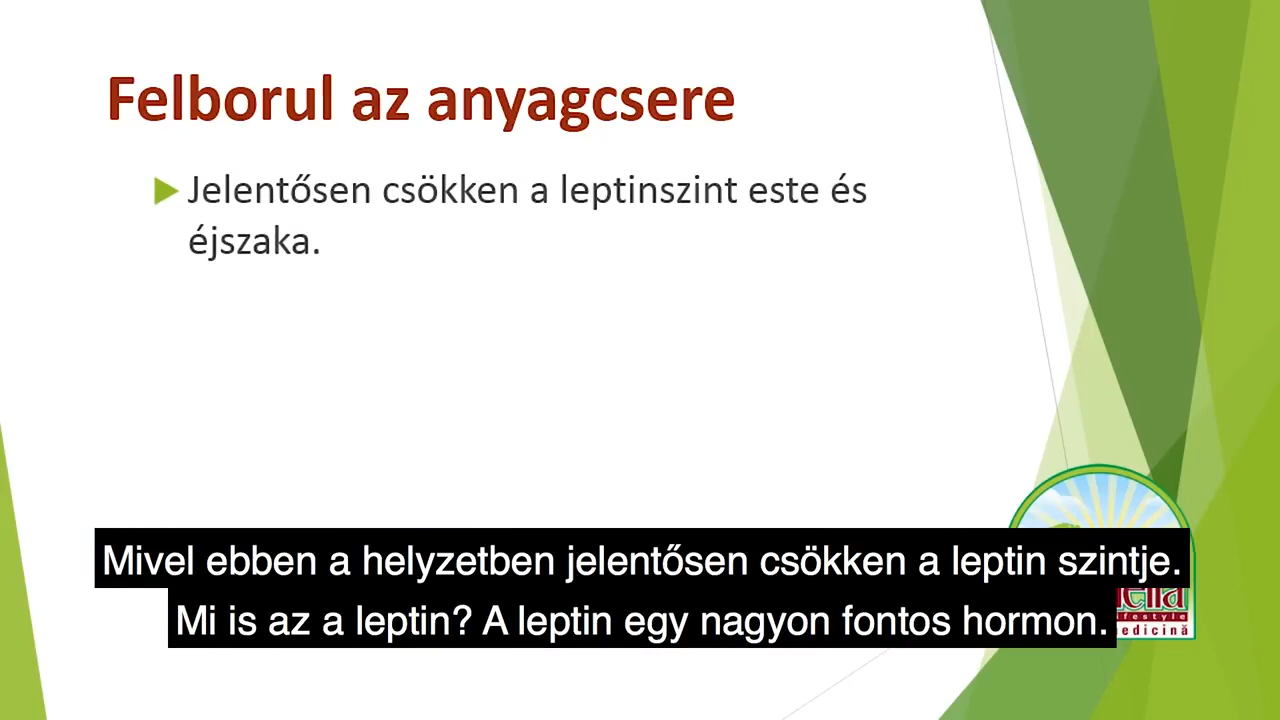 Felborul az anyagcsere
Jelentősen csökken a leptinszint este és
éjszaka.
Mivel ebben a helyzetben jelentősen csökken a leptin szintje.
Mi is az a leptin? A leptin egy nagyon fontos hormon.